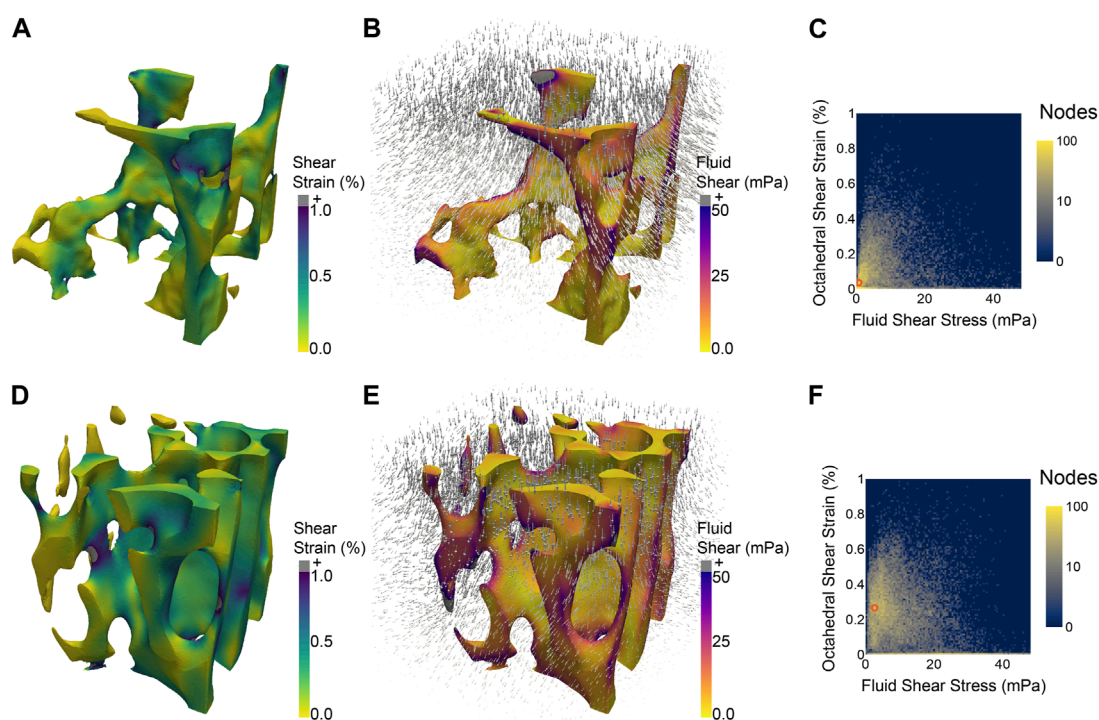 A
B
C
Shear
Strain (%)
+
1.0
0.5
0.0
Fluid
Shear (mPa)
+
50
25
0.0
Octahedral Shear Strain (%)
1
0.8
0.6
0.4
0.2
0
0
20
40
Fluid Shear Stress (mPa)
Nodes
100
10
0
D
E
F
Shear
Strain (%)
+
1.0
0.5
0.0
Fluid
Shear (mPa)
+
50
25
0.0
Octahedral Shear Strain (%)
1
0.8
0.6
0.4
0.2
0
0
20
40
Fluid Shear Stress (mPa)
Nodes
100
10
0